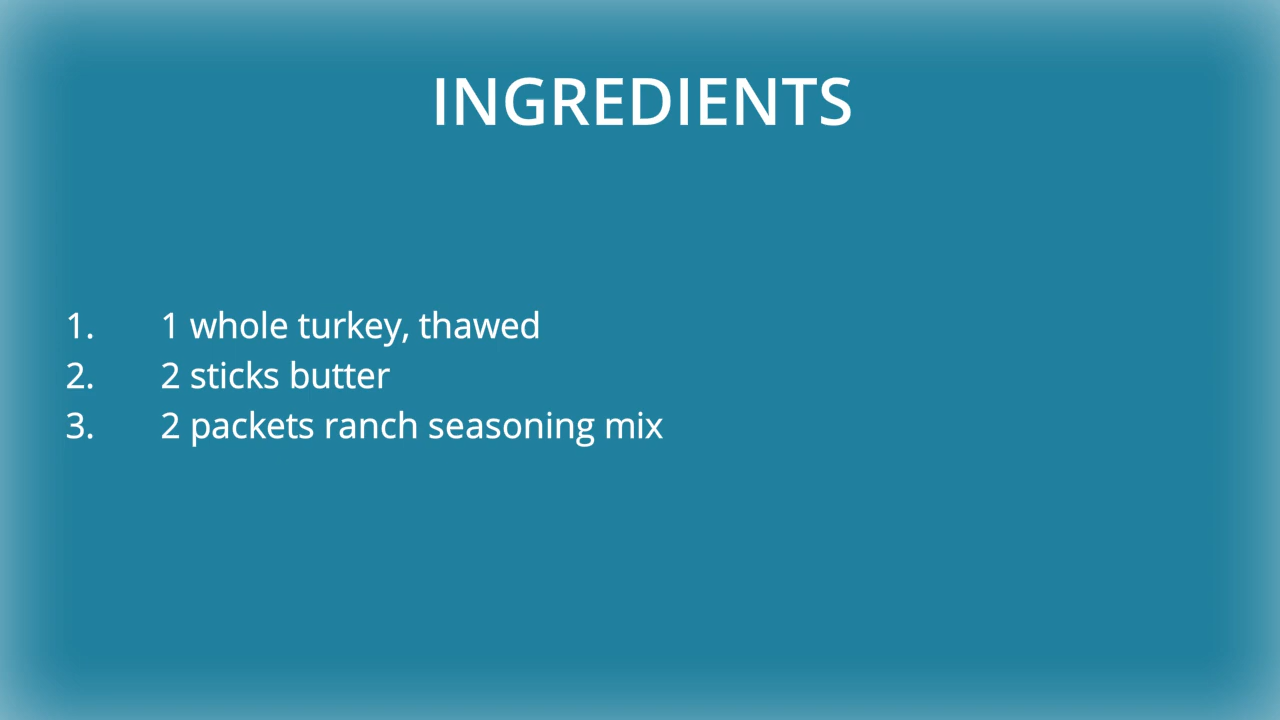 INGREDIENTS
1. 1 whole turkey, thawed
2. 2 sticks butter
3. 2 packets ranch seasoning mix